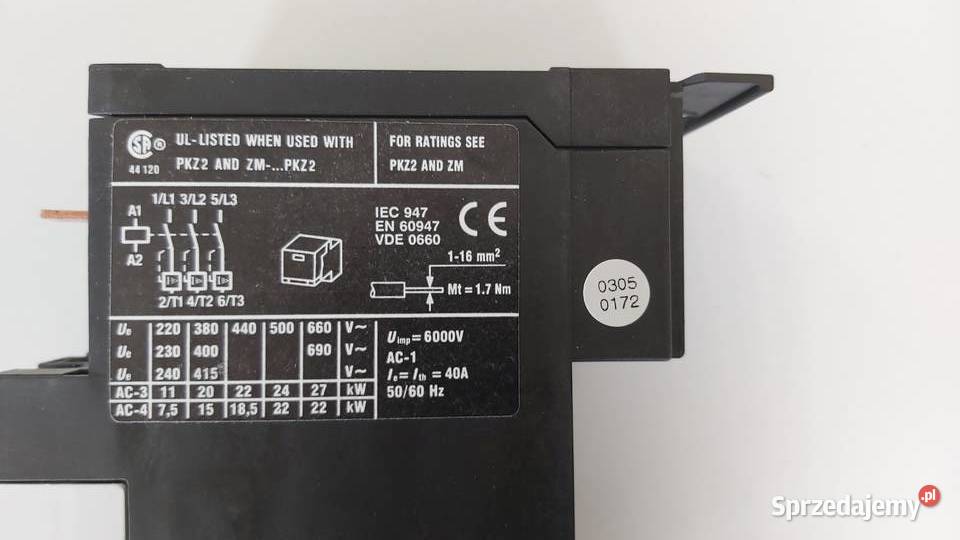 UL-LISTED WHEN USED WITH
PKZ2 AND ZM-...PKZ2
SA ®
44 120
FOR RATINGS SEE
PKZ2 AND ZM
1/L1 3/L2 5/L3
A1
A2
2/T1 4/T2 6/T3
IEC 947
EN 60947
VDE 0660
CE
1-16 mm²
Mt = 1.7 Nm
Ue 220 380 440 500 660 V~
Ue 230 400 690 V~
Ue 240 415 V~
AC-3 11 20 22 24 27 kW
AC-4 7,5 15 18,5 22 22 kW
Uimp = 6000V
AC-1
Ie = Ith = 40A
50/60 Hz
0305
0172
Sprzedajemy.pl